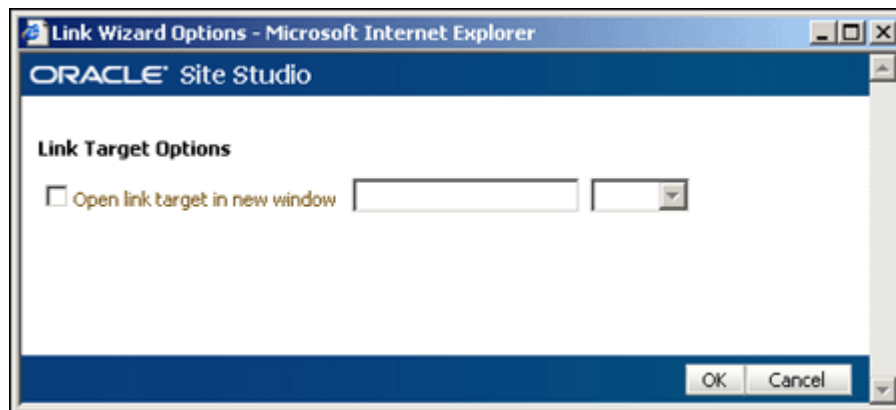 Link Wizard Options - Microsoft Internet Explorer
ORACLE Site Studio
Link Target Options
Open link target in new window
OK Cancel